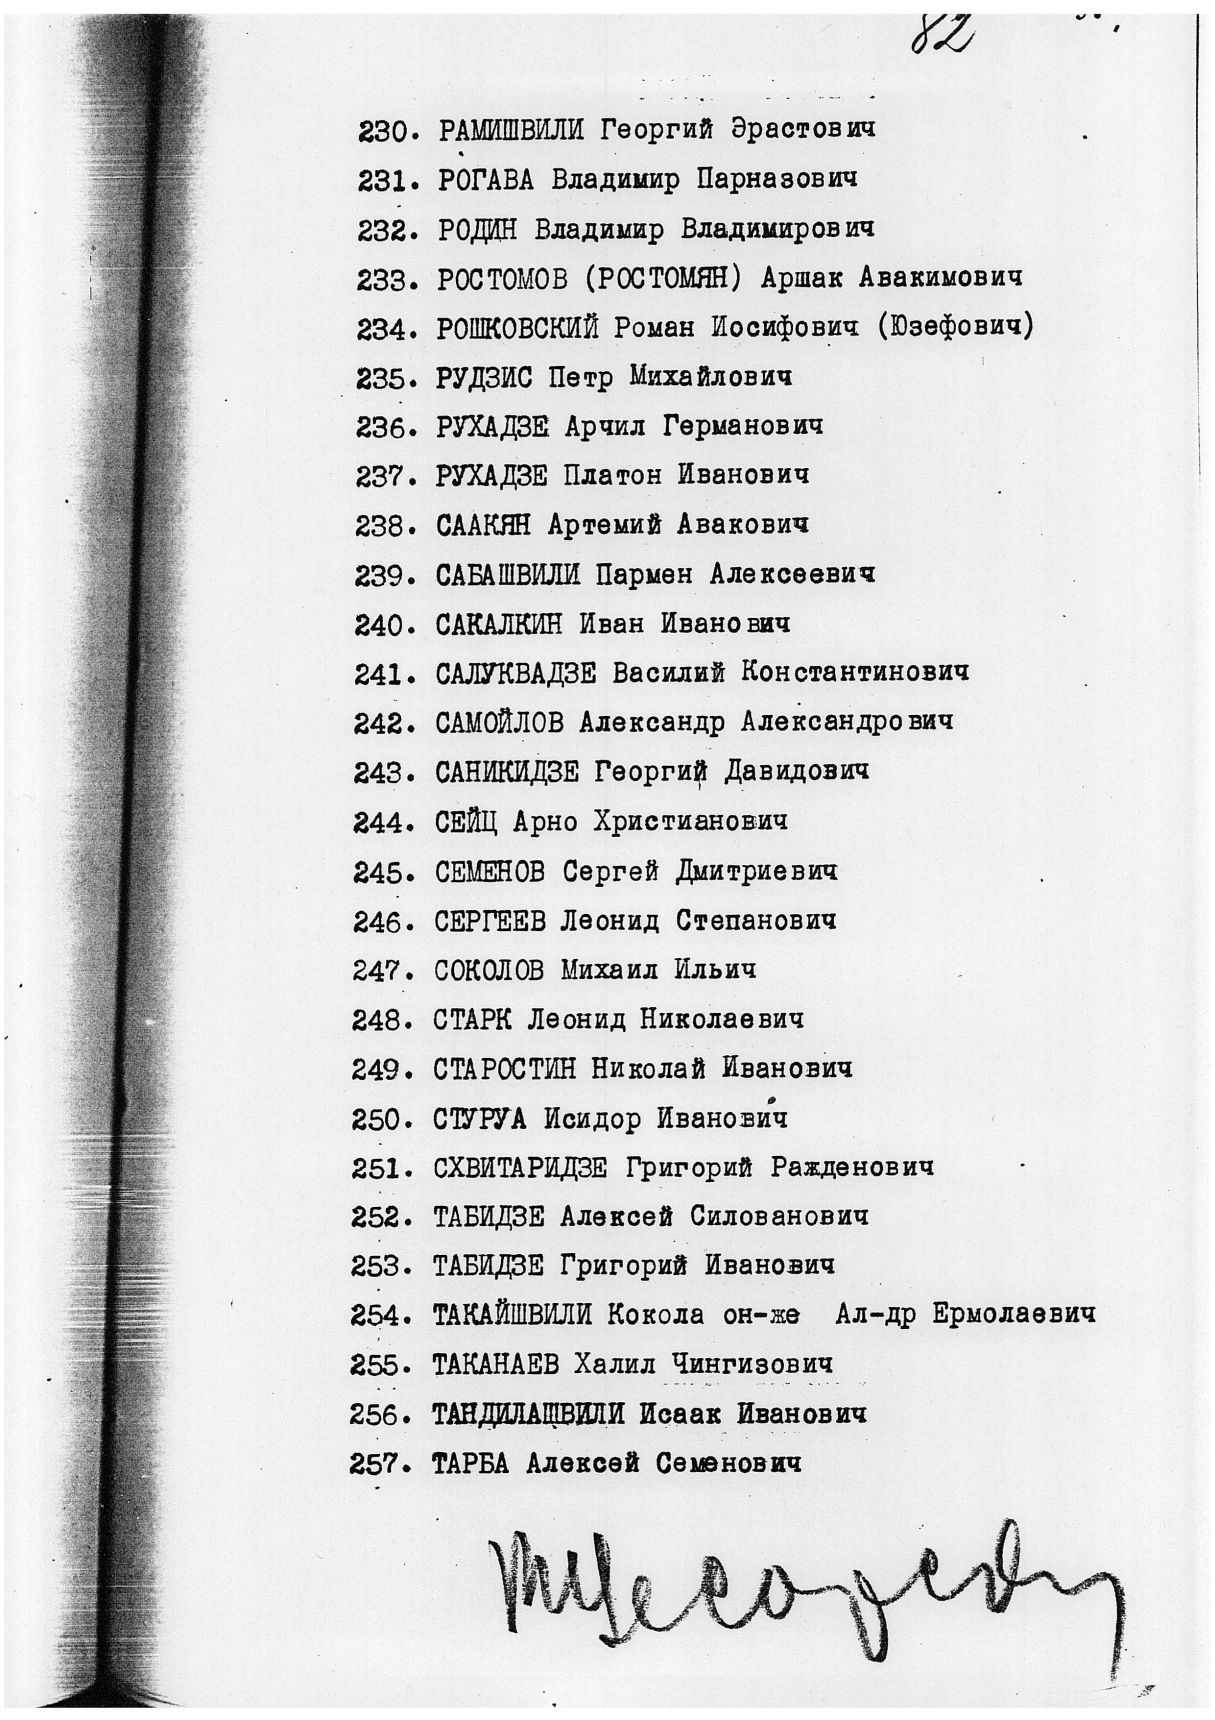 82
230. РАМИШВИЛИ Георгий Эрастович
231. РОГАВА Владимир Парназович
232. РОДИН Владимир Владимирович
233. РОСТОМОВ (РОСТОМЯН) Аршак Авакимович
234. РОШКОВСКИЙ Роман Иосифович (Юзефович)
235. РУДЗИС Петр Михайлович
236. РУХАДЗЕ Арчил Германович
237. РУХАДЗЕ Платон Иванович
238. СААКЯН Артемий Авакович
239. САБАШВИЛИ Пармен Алексеевич
240. САКАЛКИН Иван Иванович
241. САЛУКВАДЗЕ Василий Константинович
242. САМОЙЛОВ Александр Александрович
243. САНИКИДЗЕ Георгий Давидович
244. СЕЙЦ Арно Христианович
245. СЕМЕНОВ Сергей Дмитриевич
246. СЕРГЕЕВ Леонид Степанович
247. СОКОЛОВ Михаил Ильич
248. СТАРК Леонид Николаевич
249. СТАРОСТИН Николай Иванович
250. СТУРУА Исидор Иванович
251. СХВИТАРИДЗЕ Григорий Ражденович
252. ТАБИДЗЕ Алексей Силованович
253. ТАБИДЗЕ Григорий Иванович
254. ТАКАЙШВИЛИ Кокола он-же Ал-др Ермолаевич
255. ТАКАНАЕВ Халил Чингизович
256. ТАНДИЛАШВИЛИ Исаак Иванович
257. ТАРБА Алексей Семенович